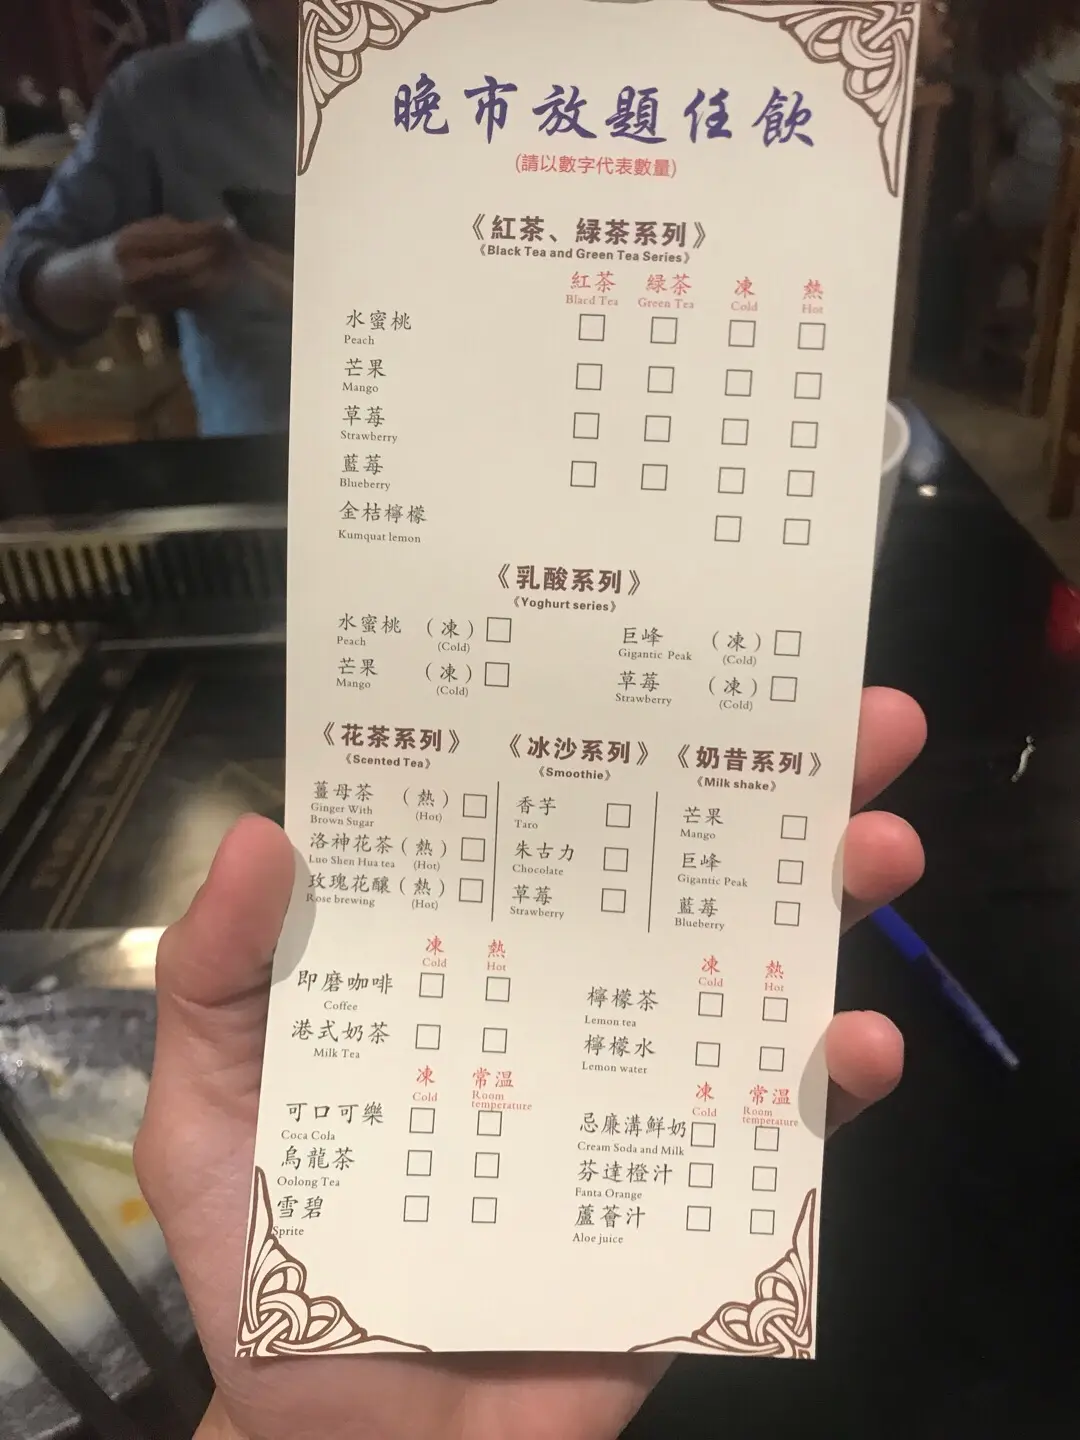 晚市放題任飲
(請以數字代表數量)
《紅茶、緑茶系列》
《Black Tea and Green Tea Series》
紅茶 緑茶 凍 熱
Blacd Tea Green Tea Cold Hot
水蜜桃
Peach
芒果
Mango
草莓
Strawberry
藍莓
Blueberry
金桔檸檬
Kumquat lemon
《乳酸系列》
《Yoghurt series》
水蜜桃 (凍) 巨峰 (凍)
Peach (Cold) Gigantic Peak (Cold)
芒果 (凍) 草莓 (凍)
Mango (Cold) Strawberry (Cold)
《花茶系列》
《Scented Tea》
薑母茶 (熱)
Ginger With (Hot)
Brown Sugar
洛神花茶 (熱)
Luo Shen Hua tea (Hot)
玫瑰花釀 (熱)
Rose brewing (Hot)
《冰沙系列》
《Smoothie》
香芋
Taro
朱古力
Chocolate
草莓
Strawberry
《奶昔系列》
《Milk shake》
芒果
Mango
巨峰
Gigantic Peak
藍莓
Blueberry
凍 熱
Cold Hot
即磨咖啡
Coffee
港式奶茶
Milk Tea
凍 常溫
Cold Room temperature
可口可樂
Coca Cola
烏龍茶
Oolong Tea
雪碧
Sprite
凍 熱
Cold Hot
檸檬茶
Lemon tea
檸檬水
Lemon water
凍 常溫
Cold Room temperature
忌廉溝鮮奶
Cream Soda and Milk
芬達橙汁
Fanta Orange
蘆薈汁
Aloe juice